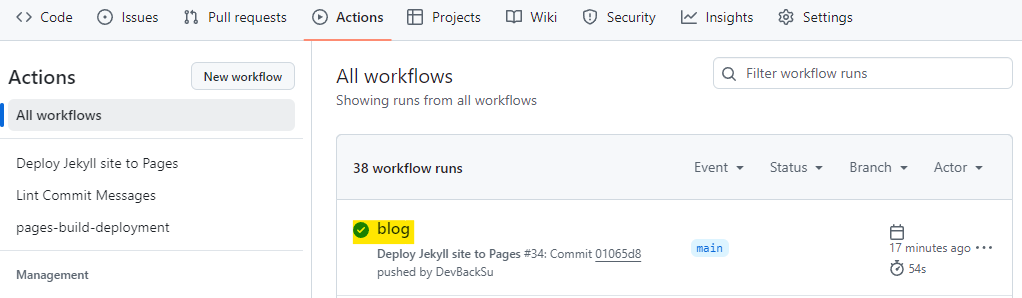 Code Issues Pull requests Actions Projects Wiki Security Insights Settings
Actions New workflow
All workflows
Deploy Jekyll site to Pages
Lint Commit Messages
pages-build-deployment
Management
All workflows
Showing runs from all workflows
Filter workflow runs
38 workflow runs Event Status Branch Actor
blog
Deploy Jekyll site to Pages #34: Commit 01065d8
pushed by DevBackSu
main
17 minutes ago
54s